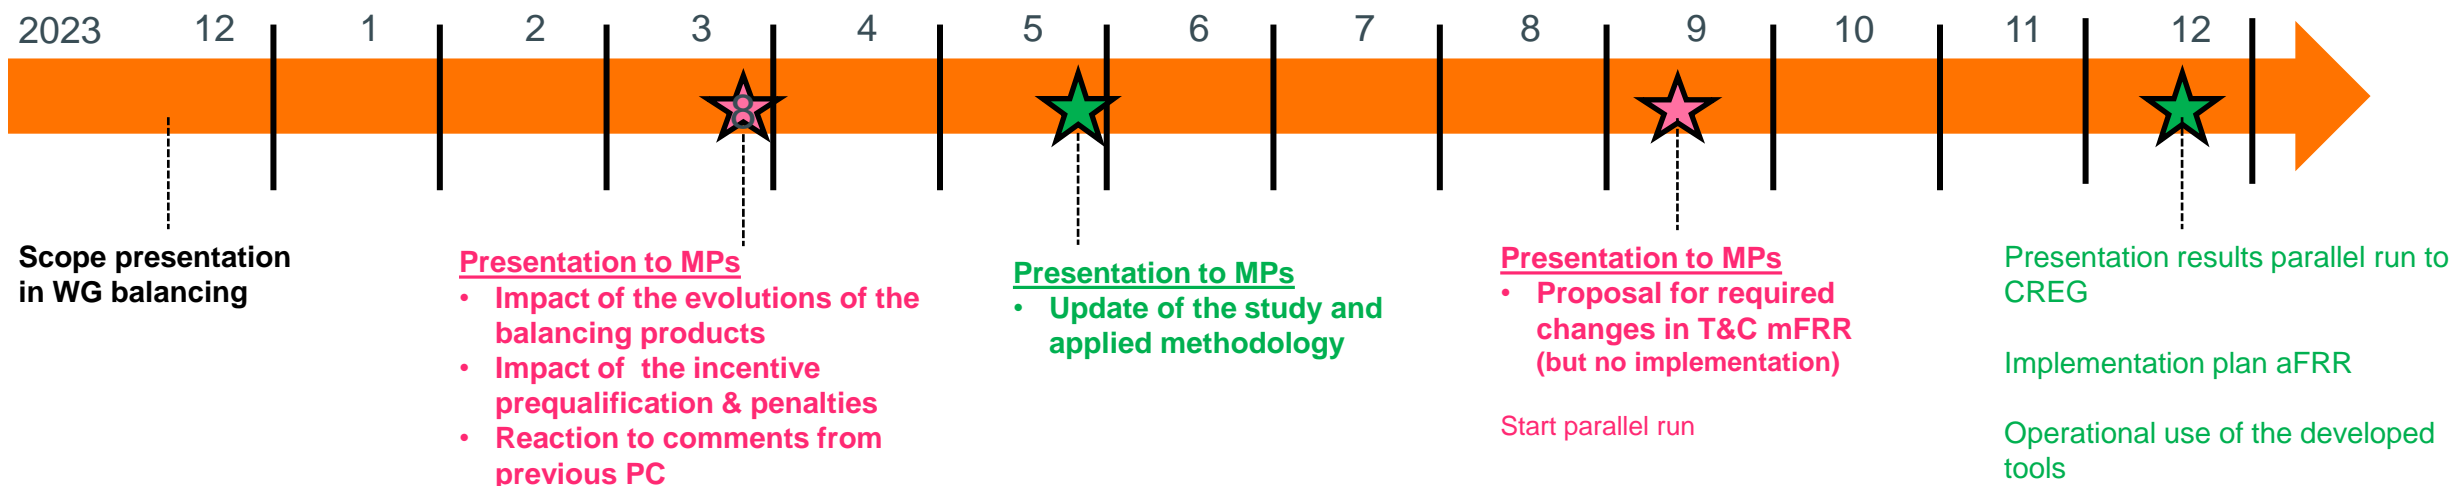 2023 12 1 2 3 4 5 6 7 8 9 10 11 12
8
Scope presentation
in WG balancing
Presentation to MPs
• Impact of the evolutions of the
balancing products
• Impact of the incentive
prequalification & penalties
• Reaction to comments from
previous PC
Presentation to MPs
• Update of the study and
applied methodology
Presentation to MPs
• Proposal for required
changes in T&C mFRR
(but no implementation)
Start parallel run
Presentation results parallel run to
CREG
Implementation plan aFRR
Operational use of the developed
tools